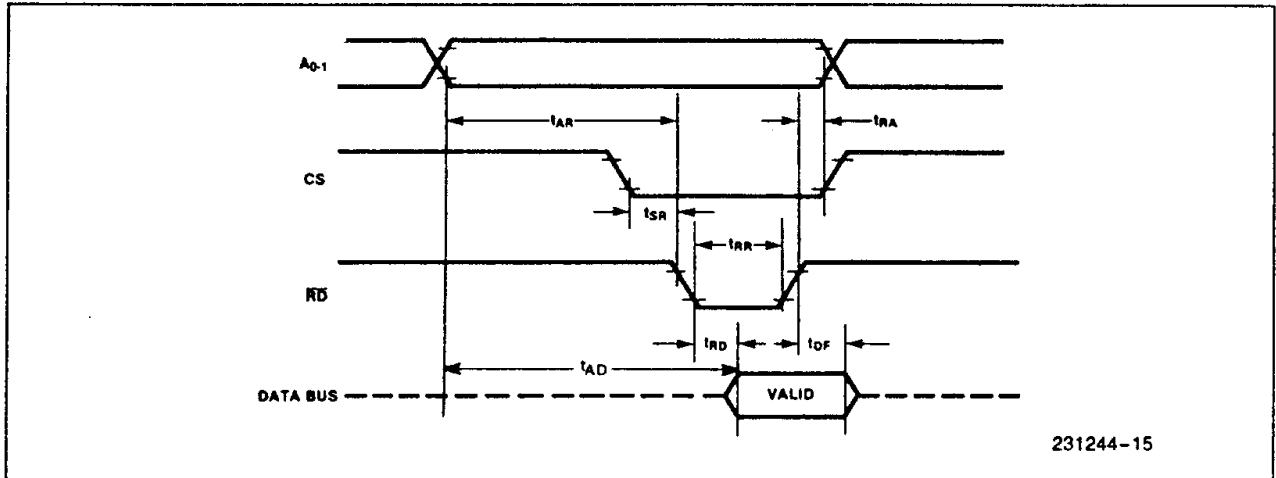 A0-1
tAR
tRA
CS
tSR
tRR
RD
tRD
tDF
tAD
DATA BUS
VALID
231244-15